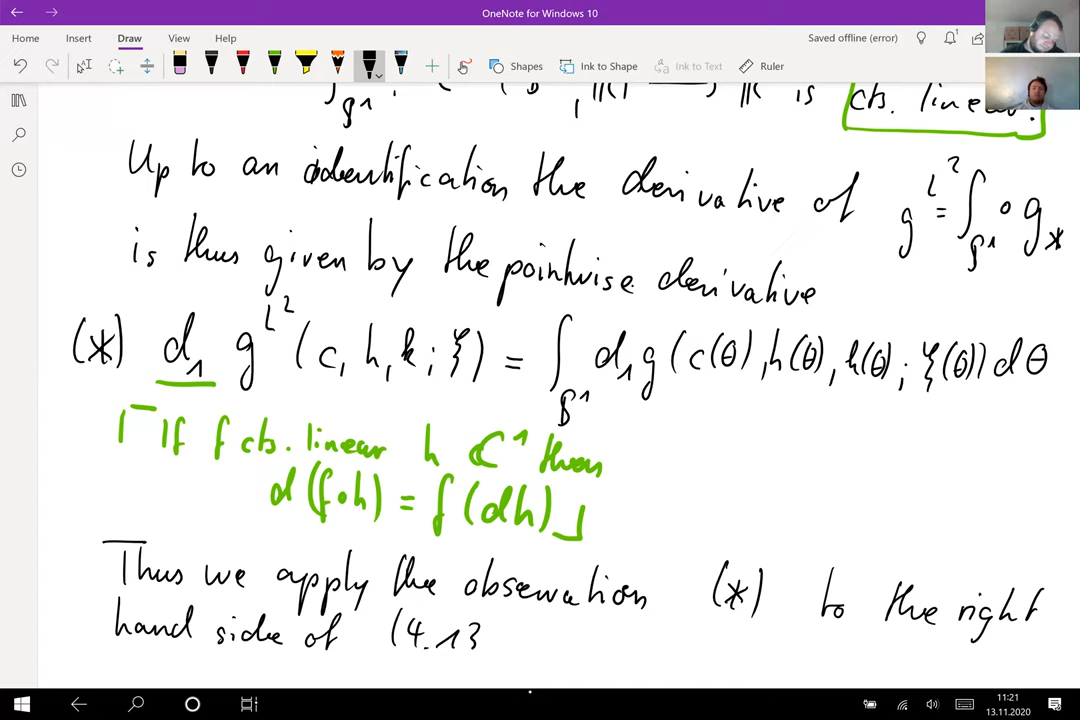 OneNote for Windows 10
Home Insert Draw View Help Saved offline (error)
Shapes Ink to Shape Ink to Text Ruler
is cts. linear.
Up to an identification the derivative of g^{L^2} = ∫_{S^1} ∘ g_*
is thus given by the pointwise derivative
(*) d_1 g^{L^2} (c, h, k; ξ) = ∫_{S^1} d_1 g (c(θ), h(θ), k(θ); ξ(θ)) dθ
⌈ If f cts. linear h C^1 then
d(f∘h) = f(dh) ⌋
Thus we apply the observation (*) to the right
hand side of (4.13
11:21
13.11.2020